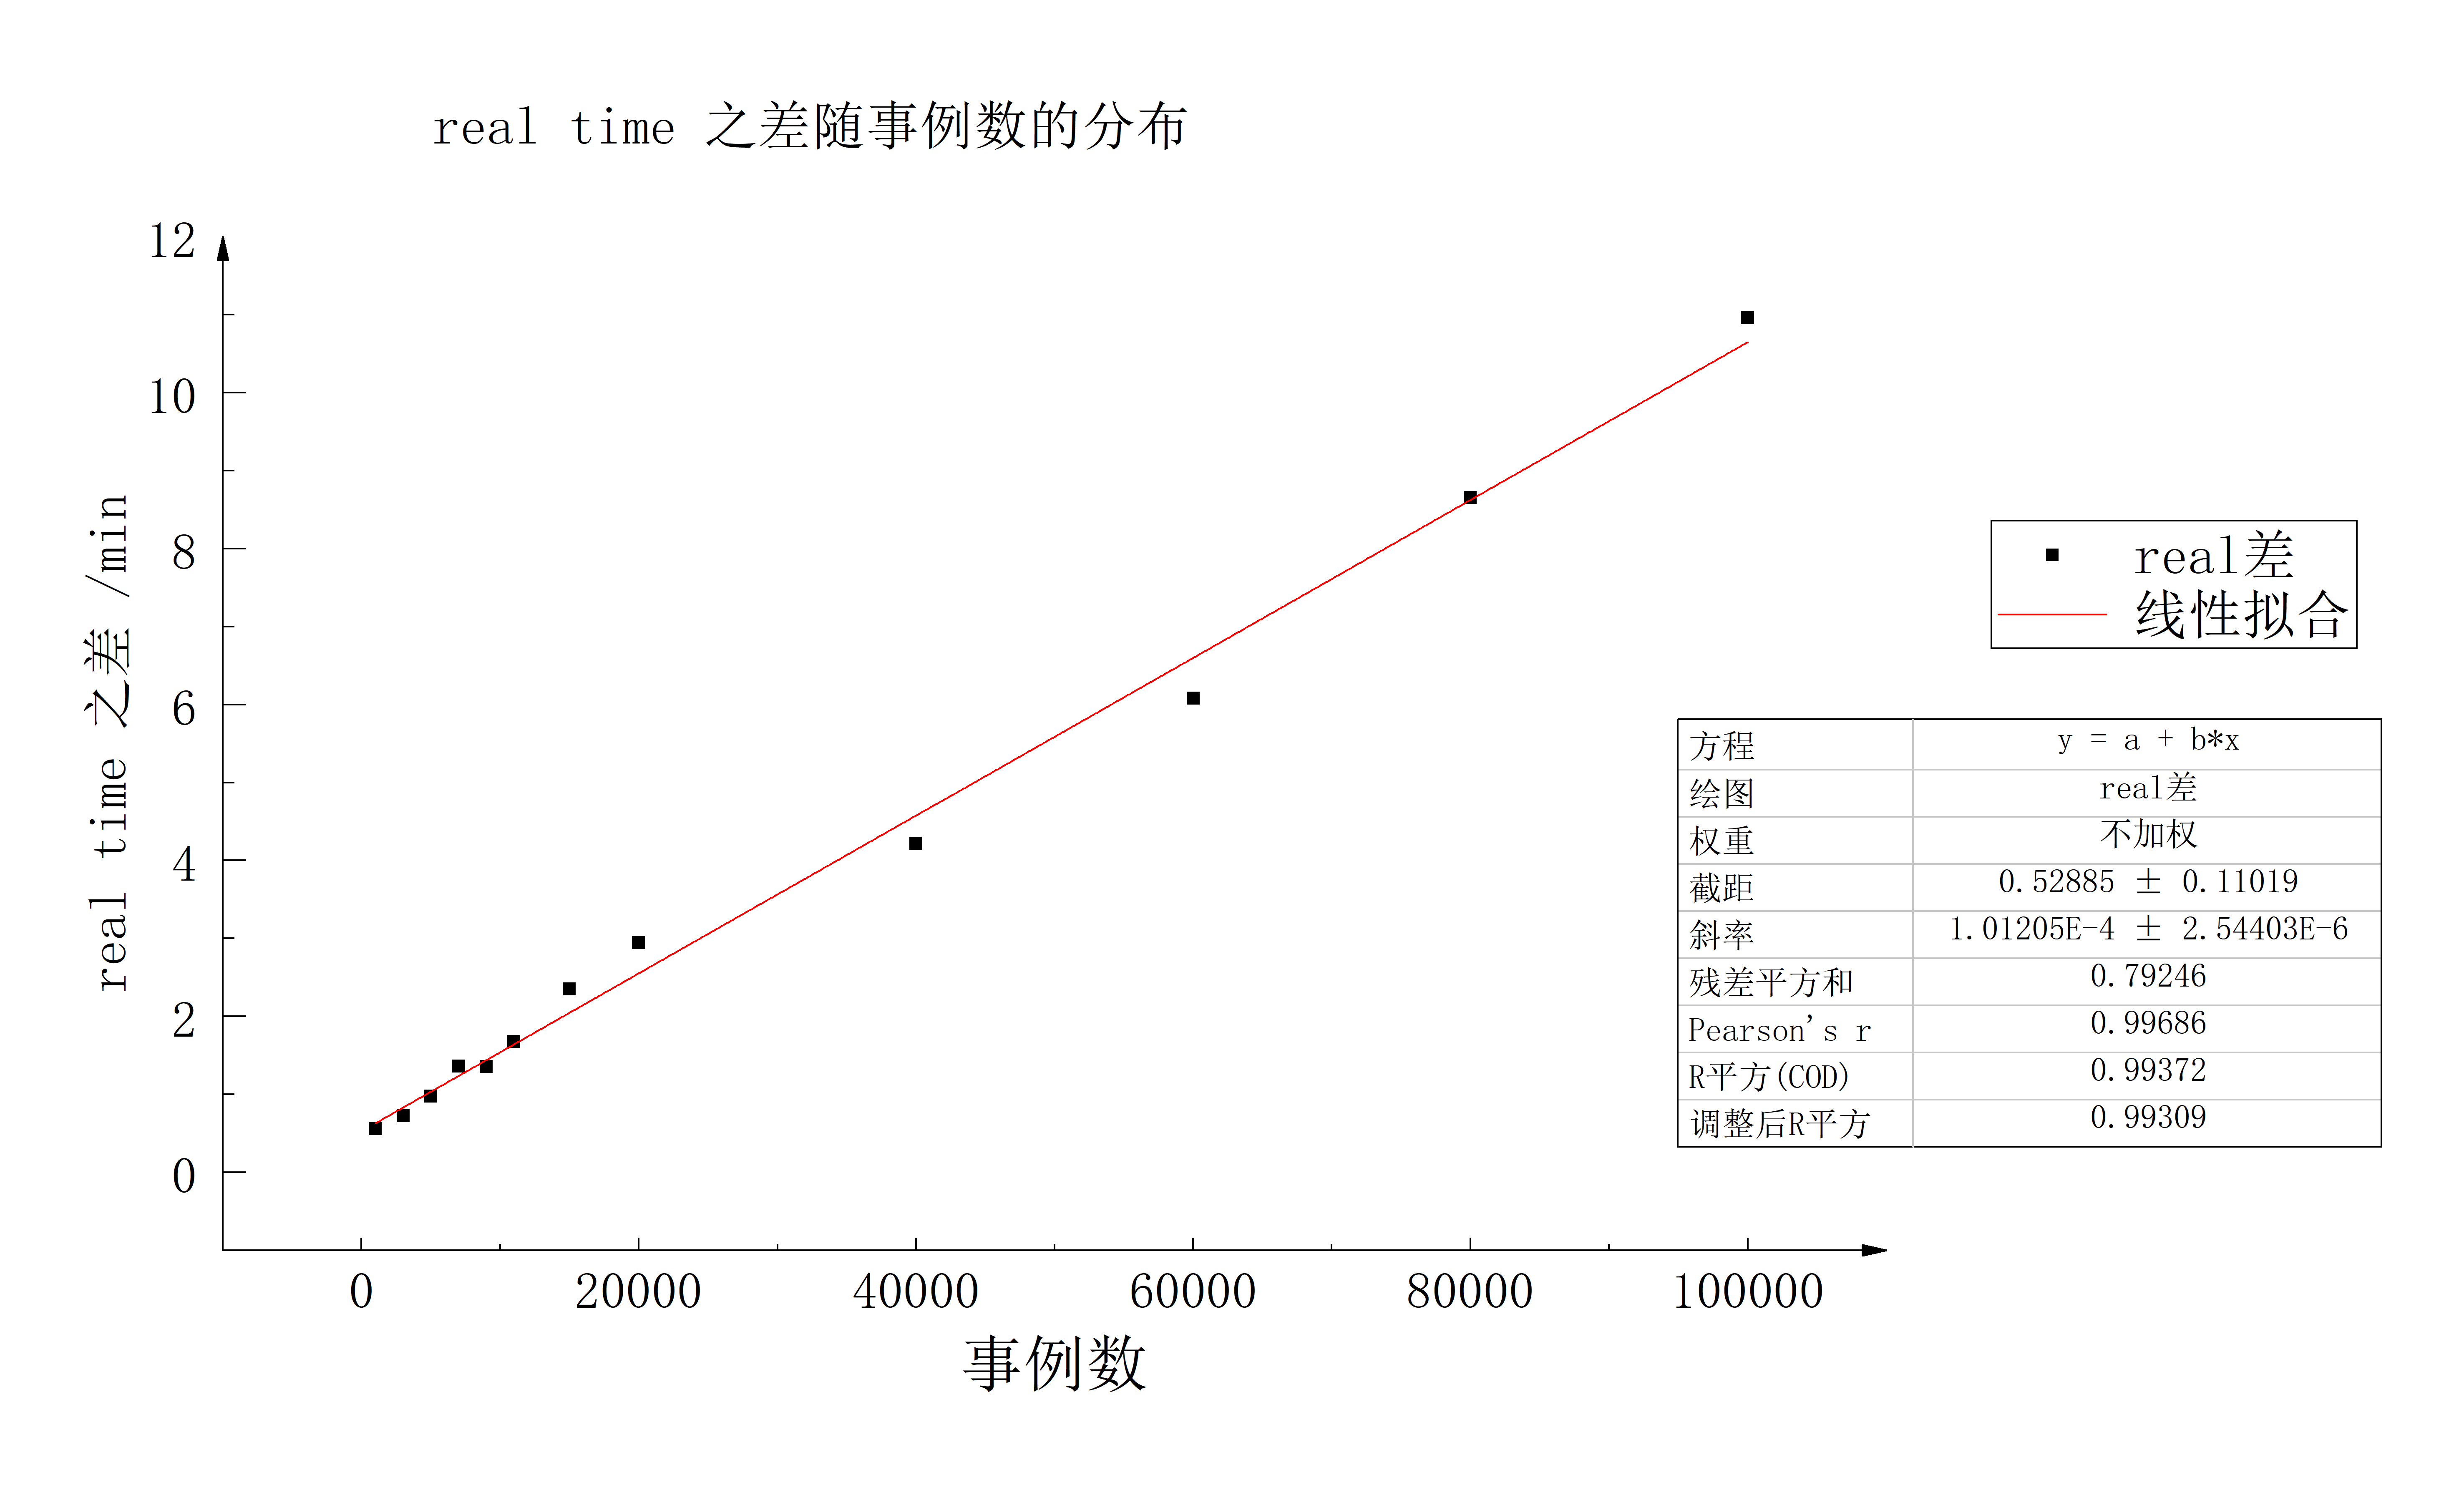 real time 之差随事例数的分布
12
10
8
6
4
2
0
real time 之差 /min
0 20000 40000 60000 80000 100000
事例数
real差
线性拟合
方程 y = a + b*x
绘图 real差
权重 不加权
截距 0.52885 ± 0.11019
斜率 1.01205E-4 ± 2.54403E-6
残差平方和 0.79246
Pearson's r 0.99686
R平方(COD) 0.99372
调整后R平方 0.99309